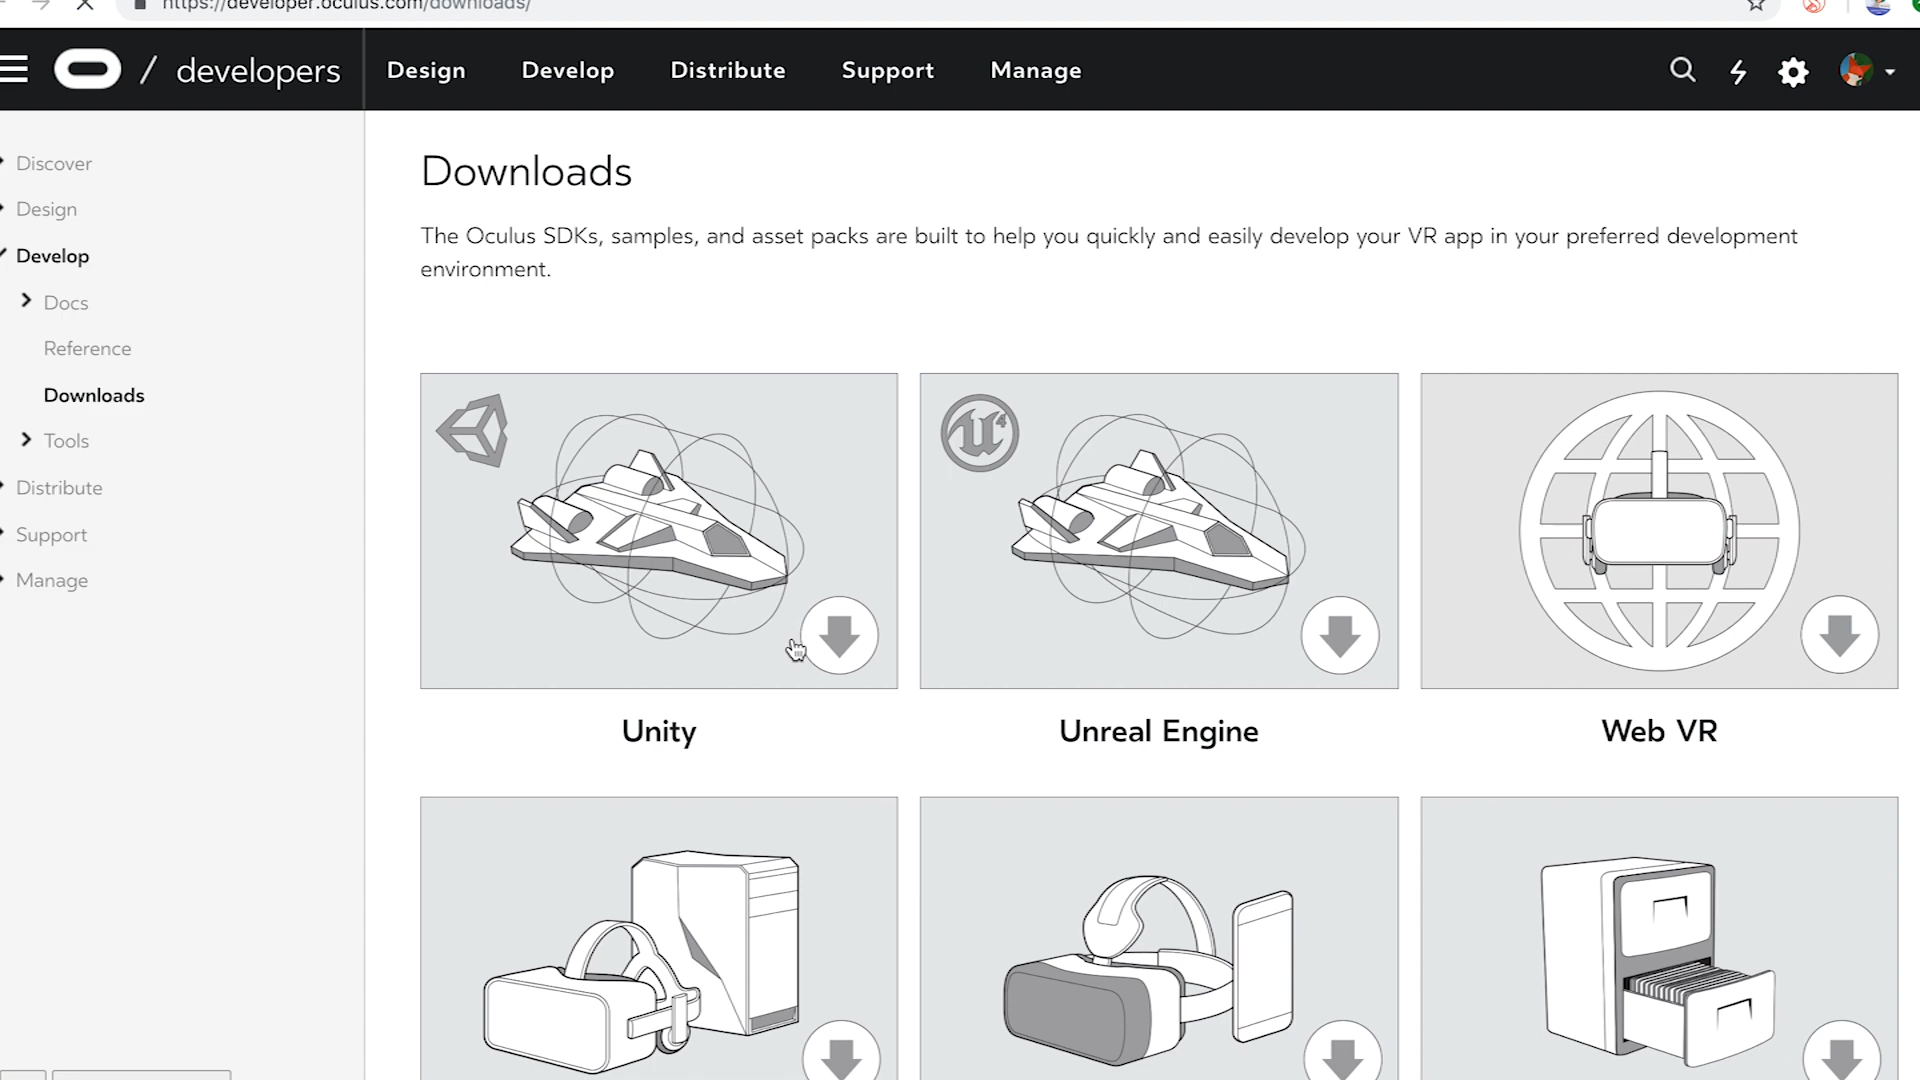 https://developer.oculus.com/downloads/
/ developers
Design
Develop
Distribute
Support
Manage
Discover
Design
Develop
Docs
Reference
Downloads
Tools
Distribute
Support
Manage
Downloads
The Oculus SDKs, samples, and asset packs are built to help you quickly and easily develop your VR app in your preferred development
environment.
Unity
Unreal Engine
Web VR